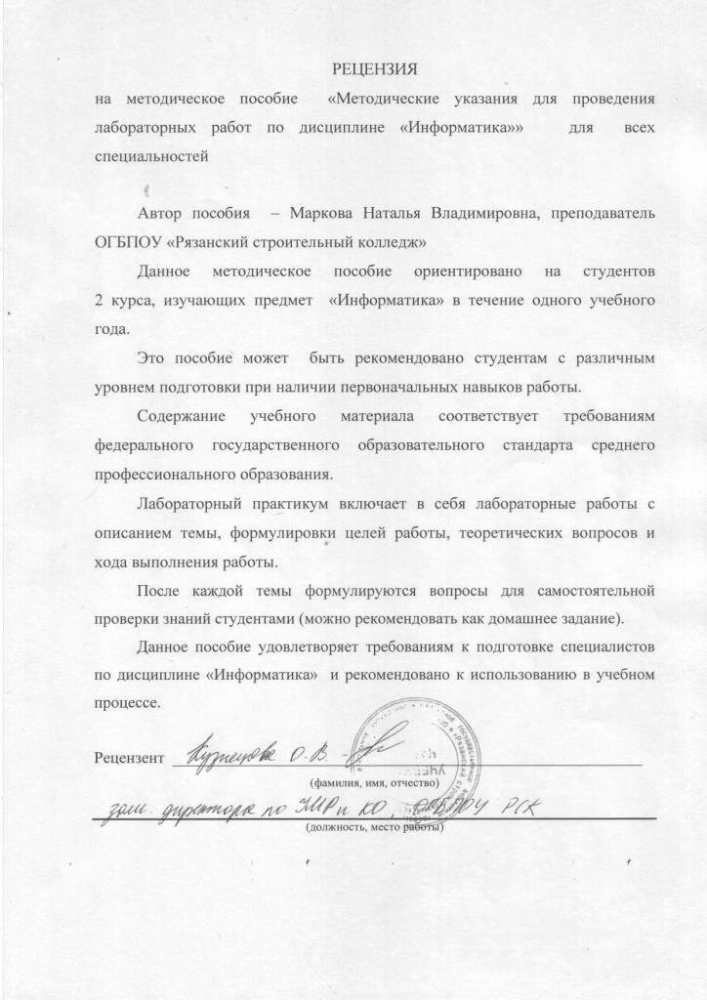 РЕЦЕНЗИЯ
на методическое пособие «Методические указания для проведения
лабораторных работ по дисциплине «Информатика»» для всех
специальностей
Автор пособия – Маркова Наталья Владимировна, преподаватель
ОГБПОУ «Рязанский строительный колледж»
Данное методическое пособие ориентировано на студентов
2 курса, изучающих предмет «Информатика» в течение одного учебного
года.
Это пособие может быть рекомендовано студентам с различным
уровнем подготовки при наличии первоначальных навыков работы.
Содержание учебного материала соответствует требованиям
федерального государственного образовательного стандарта среднего
профессионального образования.
Лабораторный практикум включает в себя лабораторные работы с
описанием темы, формулировки целей работы, теоретических вопросов и
хода выполнения работы.
После каждой темы формулируются вопросы для самостоятельной
проверки знаний студентами (можно рекомендовать как домашнее задание).
Данное пособие удовлетворяет требованиям к подготовке специалистов
по дисциплине «Информатика» и рекомендовано к использованию в учебном
процессе.
Рецензент Кузнецова О. В.
(фамилия, имя, отчество)
зам. директора по УМР и КО, ОГБПОУ РСК
(должность, место работы)